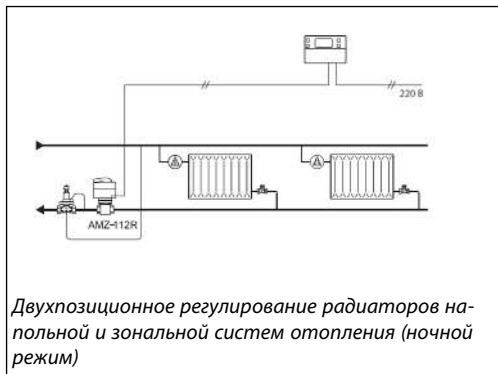 220 В
AMZ-112R
Двухпозиционное регулирование радиаторов на-
польной и зональной систем отопления (ночной
режим)